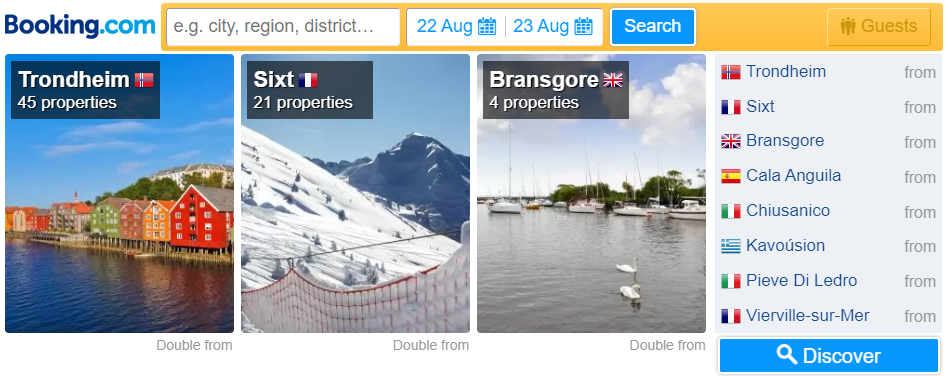 Booking.com
e.g. city, region, district…
22 Aug
23 Aug
Search
Guests
Trondheim
45 properties
Sixt
21 properties
Bransgore
4 properties
Double from
Double from
Double from
Trondheim from
Sixt from
Bransgore from
Cala Anguila from
Chiusanico from
Kavoúsion from
Pieve Di Ledro from
Vierville-sur-Mer from
Discover